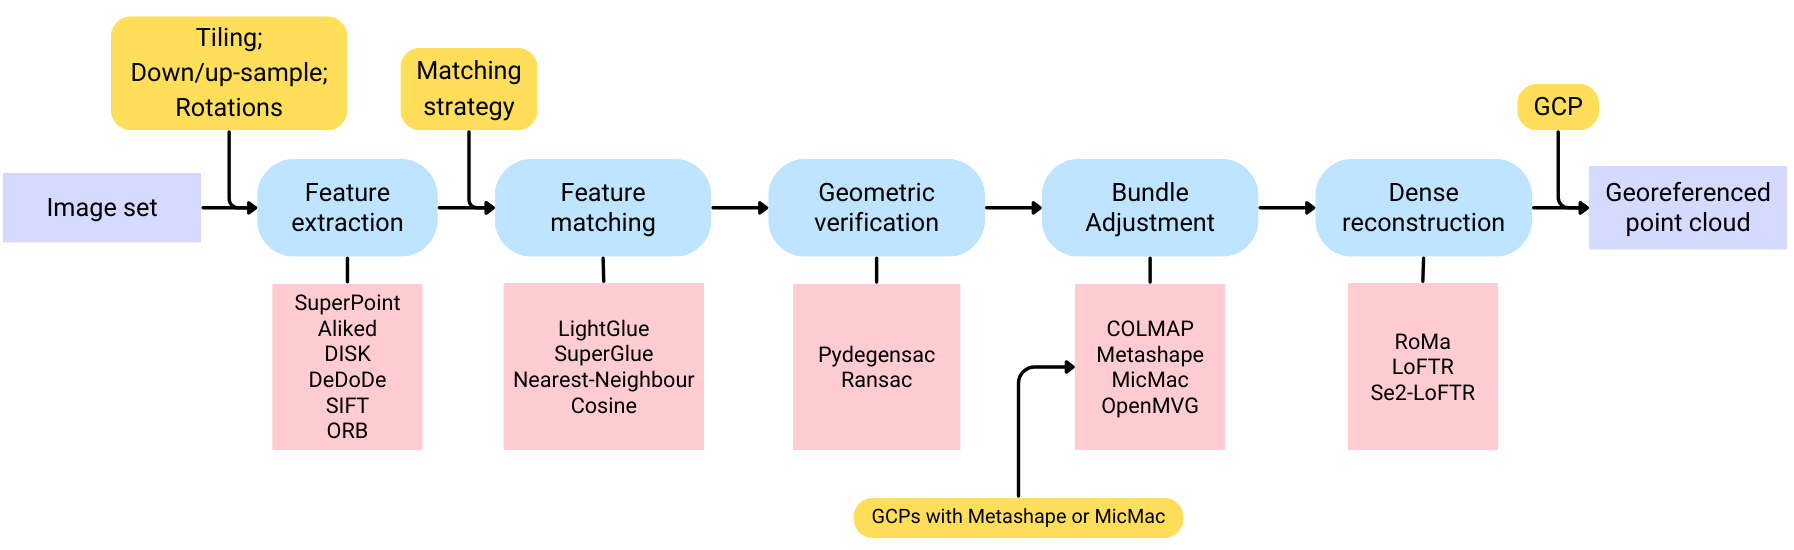 Tiling;
Down/up-sample;
Rotations
Matching
strategy
GCP
Image set
Feature
extraction
Feature
matching
Geometric
verification
Bundle
Adjustment
Dense
reconstruction
Georeferenced
point cloud
SuperPoint
Aliked
DISK
DeDoDe
SIFT
ORB
LightGlue
SuperGlue
Nearest-Neighbour
Cosine
Pydegensac
Ransac
COLMAP
Metashape
MicMac
OpenMVG
RoMa
LoFTR
Se2-LoFTR
GCPs with Metashape or MicMac